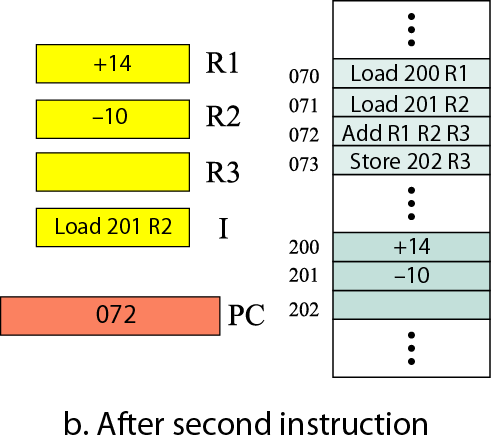 +14 R1
–10 R2
R3
Load 201 R2 I
072 PC
070 Load 200 R1
071 Load 201 R2
072 Add R1 R2 R3
073 Store 202 R3
200 +14
201 –10
202
b. After second instruction